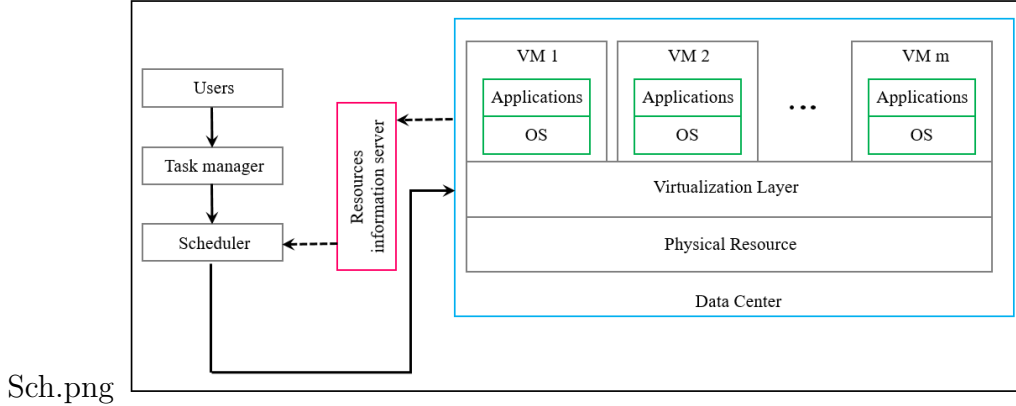 Users
Task manager
Scheduler
Resources
information server
VM 1
Applications
OS
VM 2
Applications
OS
...
VM m
Applications
OS
Virtualization Layer
Physical Resource
Data Center
Sch.png